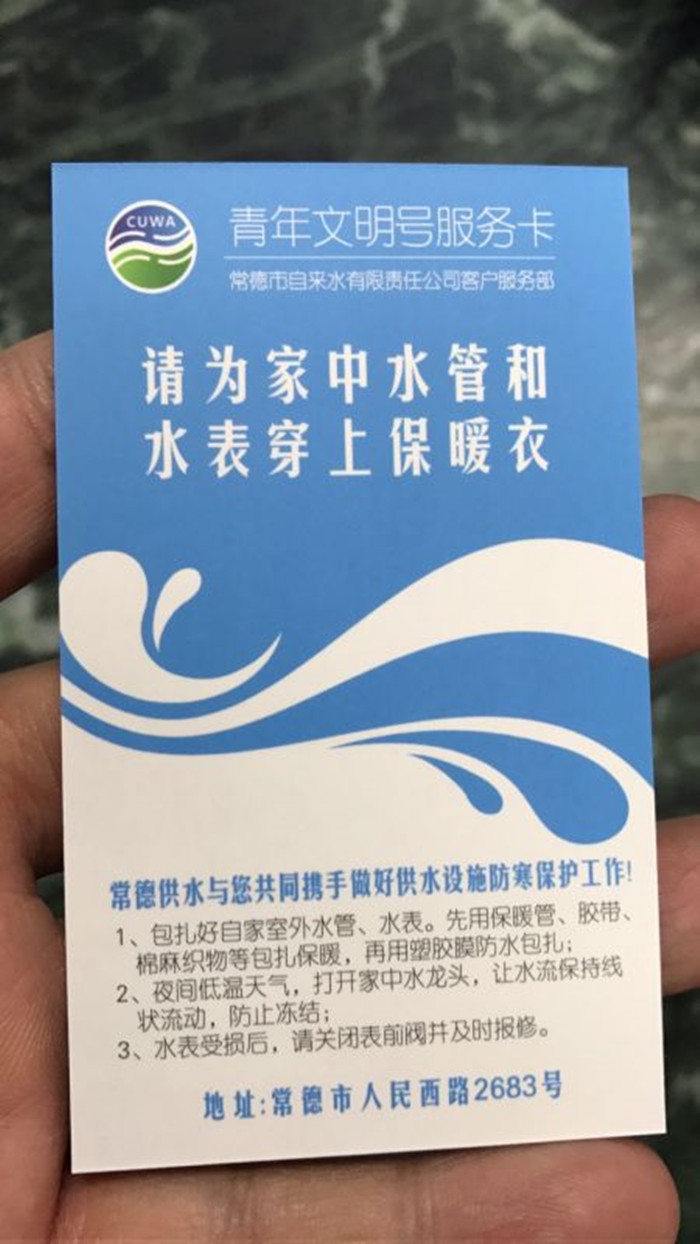 CUWA
青年文明号服务卡
常德市自来水有限责任公司客户服务部
请为家中水管和
水表穿上保暖衣
常德供水与您共同携手做好供水设施防寒保护工作!
1、包扎好自家室外水管、水表。先用保暖管、胶带、
棉麻织物等包扎保暖，再用塑胶膜防水包扎；
2、夜间低温天气，打开家中水龙头，让水流保持线
状流动，防止冻结；
3、水表受损后，请关闭表前阀并及时报修。
地址:常德市人民西路2683号